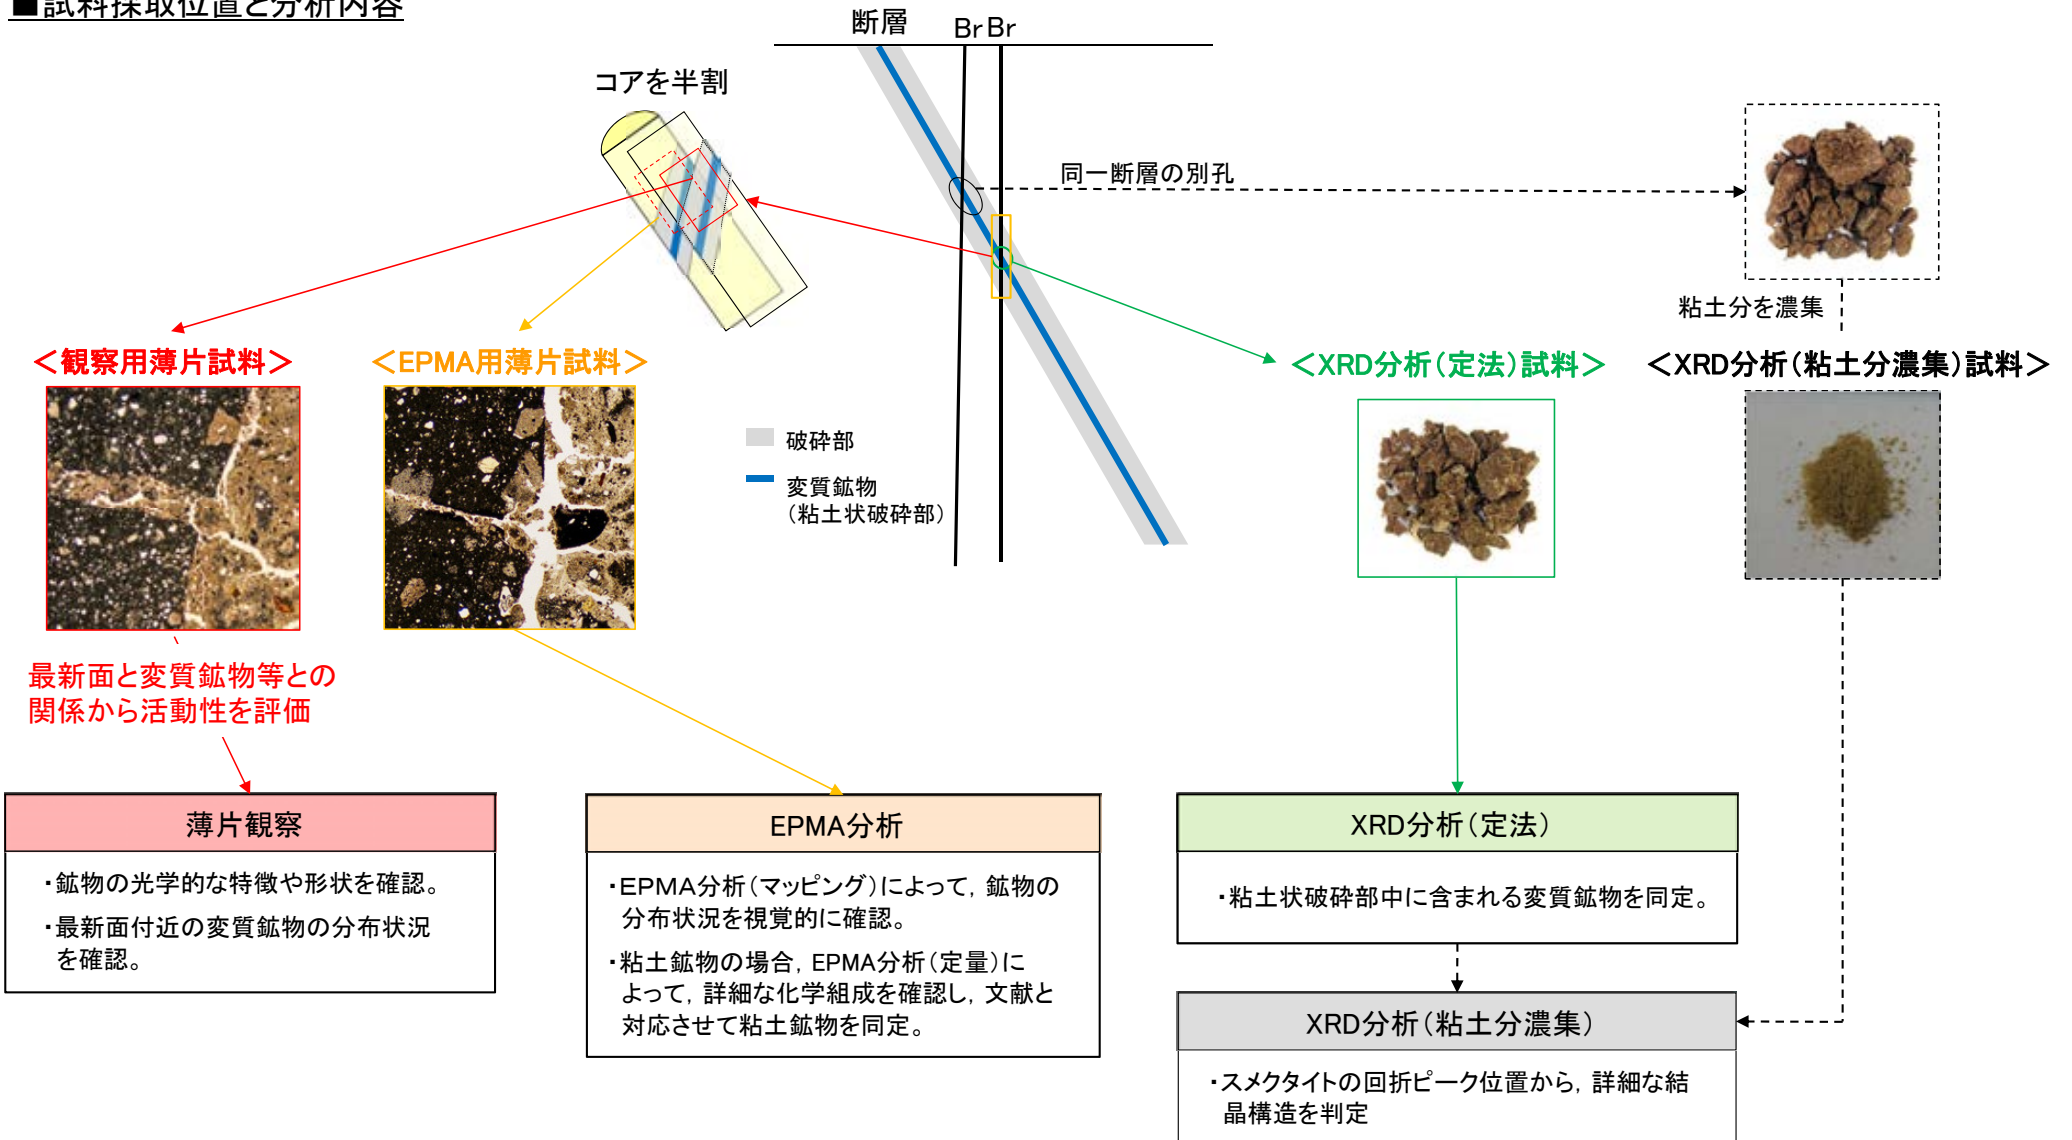 ■試料採取位置と分析内容
断層
Br
Br
コアを半割
同一断層の別孔
粘土分を濃集
＜観察用薄片試料＞
＜EPMA用薄片試料＞
＜XRD分析(定法)試料＞
＜XRD分析(粘土分濃集)試料＞
破砕部
変質鉱物
(粘土状破砕部)
最新面と変質鉱物等との
関係から活動性を評価
薄片観察
・鉱物の光学的な特徴や形状を確認。
・最新面付近の変質鉱物の分布状況
を確認。
EPMA分析
・EPMA分析(マッピング)によって, 鉱物の
分布状況を視覚的に確認。
・粘土鉱物の場合, EPMA分析(定量)に
よって, 詳細な化学組成を確認し, 文献と
対応させて粘土鉱物を同定。
XRD分析(定法)
・粘土状破砕部中に含まれる変質鉱物を同定。
XRD分析(粘土分濃集)
・スメクタイトの回折ピーク位置から, 詳細な結
晶構造を判定